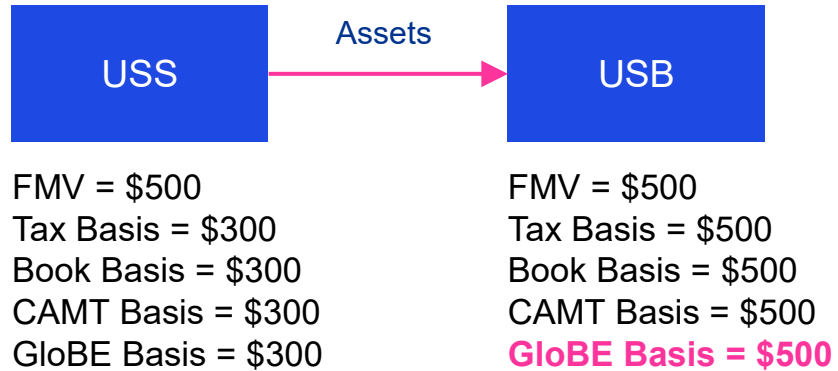 USS
Assets
USB
FMV = $500
Tax Basis = $300
Book Basis = $300
CAMT Basis = $300
GloBE Basis = $300
FMV = $500
Tax Basis = $500
Book Basis = $500
CAMT Basis = $500
GloBE Basis = $500